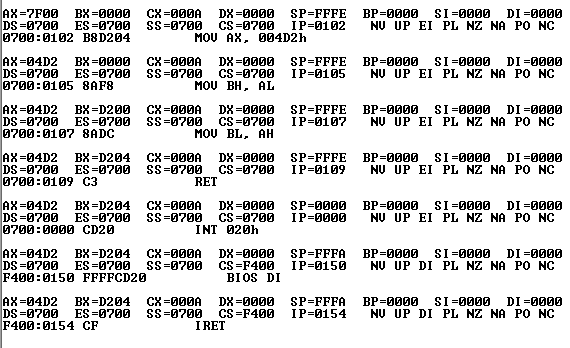 AX=7F00 BX=0000 CX=000A DX=0000 SP=FFFE BP=0000 SI=0000 DI=0000
DS=0700 ES=0700 SS=0700 CS=0700 IP=0102 NV UP EI PL NZ NA PO NC
0700:0102 B8D204 MOV AX, 004D2h
AX=04D2 BX=0000 CX=000A DX=0000 SP=FFFE BP=0000 SI=0000 DI=0000
DS=0700 ES=0700 SS=0700 CS=0700 IP=0105 NV UP EI PL NZ NA PO NC
0700:0105 8AF8 MOV BH, AL
AX=04D2 BX=D200 CX=000A DX=0000 SP=FFFE BP=0000 SI=0000 DI=0000
DS=0700 ES=0700 SS=0700 CS=0700 IP=0107 NV UP EI PL NZ NA PO NC
0700:0107 8ADC MOV BL, AH
AX=04D2 BX=D204 CX=000A DX=0000 SP=FFFE BP=0000 SI=0000 DI=0000
DS=0700 ES=0700 SS=0700 CS=0700 IP=0109 NV UP EI PL NZ NA PO NC
0700:0109 C3 RET
AX=04D2 BX=D204 CX=000A DX=0000 SP=FFFE BP=0000 SI=0000 DI=0000
DS=0700 ES=0700 SS=0700 CS=0700 IP=0000 NV UP EI PL NZ NA PO NC
0700:0000 CD20 INT 020h
AX=04D2 BX=D204 CX=000A DX=0000 SP=FFFA BP=0000 SI=0000 DI=0000
DS=0700 ES=0700 SS=0700 CS=F400 IP=0150 NV UP DI PL NZ NA PO NC
F400:0150 FFFFCD20 BIOS DI
AX=04D2 BX=D204 CX=000A DX=0000 SP=FFFA BP=0000 SI=0000 DI=0000
DS=0700 ES=0700 SS=0700 CS=F400 IP=0154 NV UP DI PL NZ NA PO NC
F400:0154 CF IRET